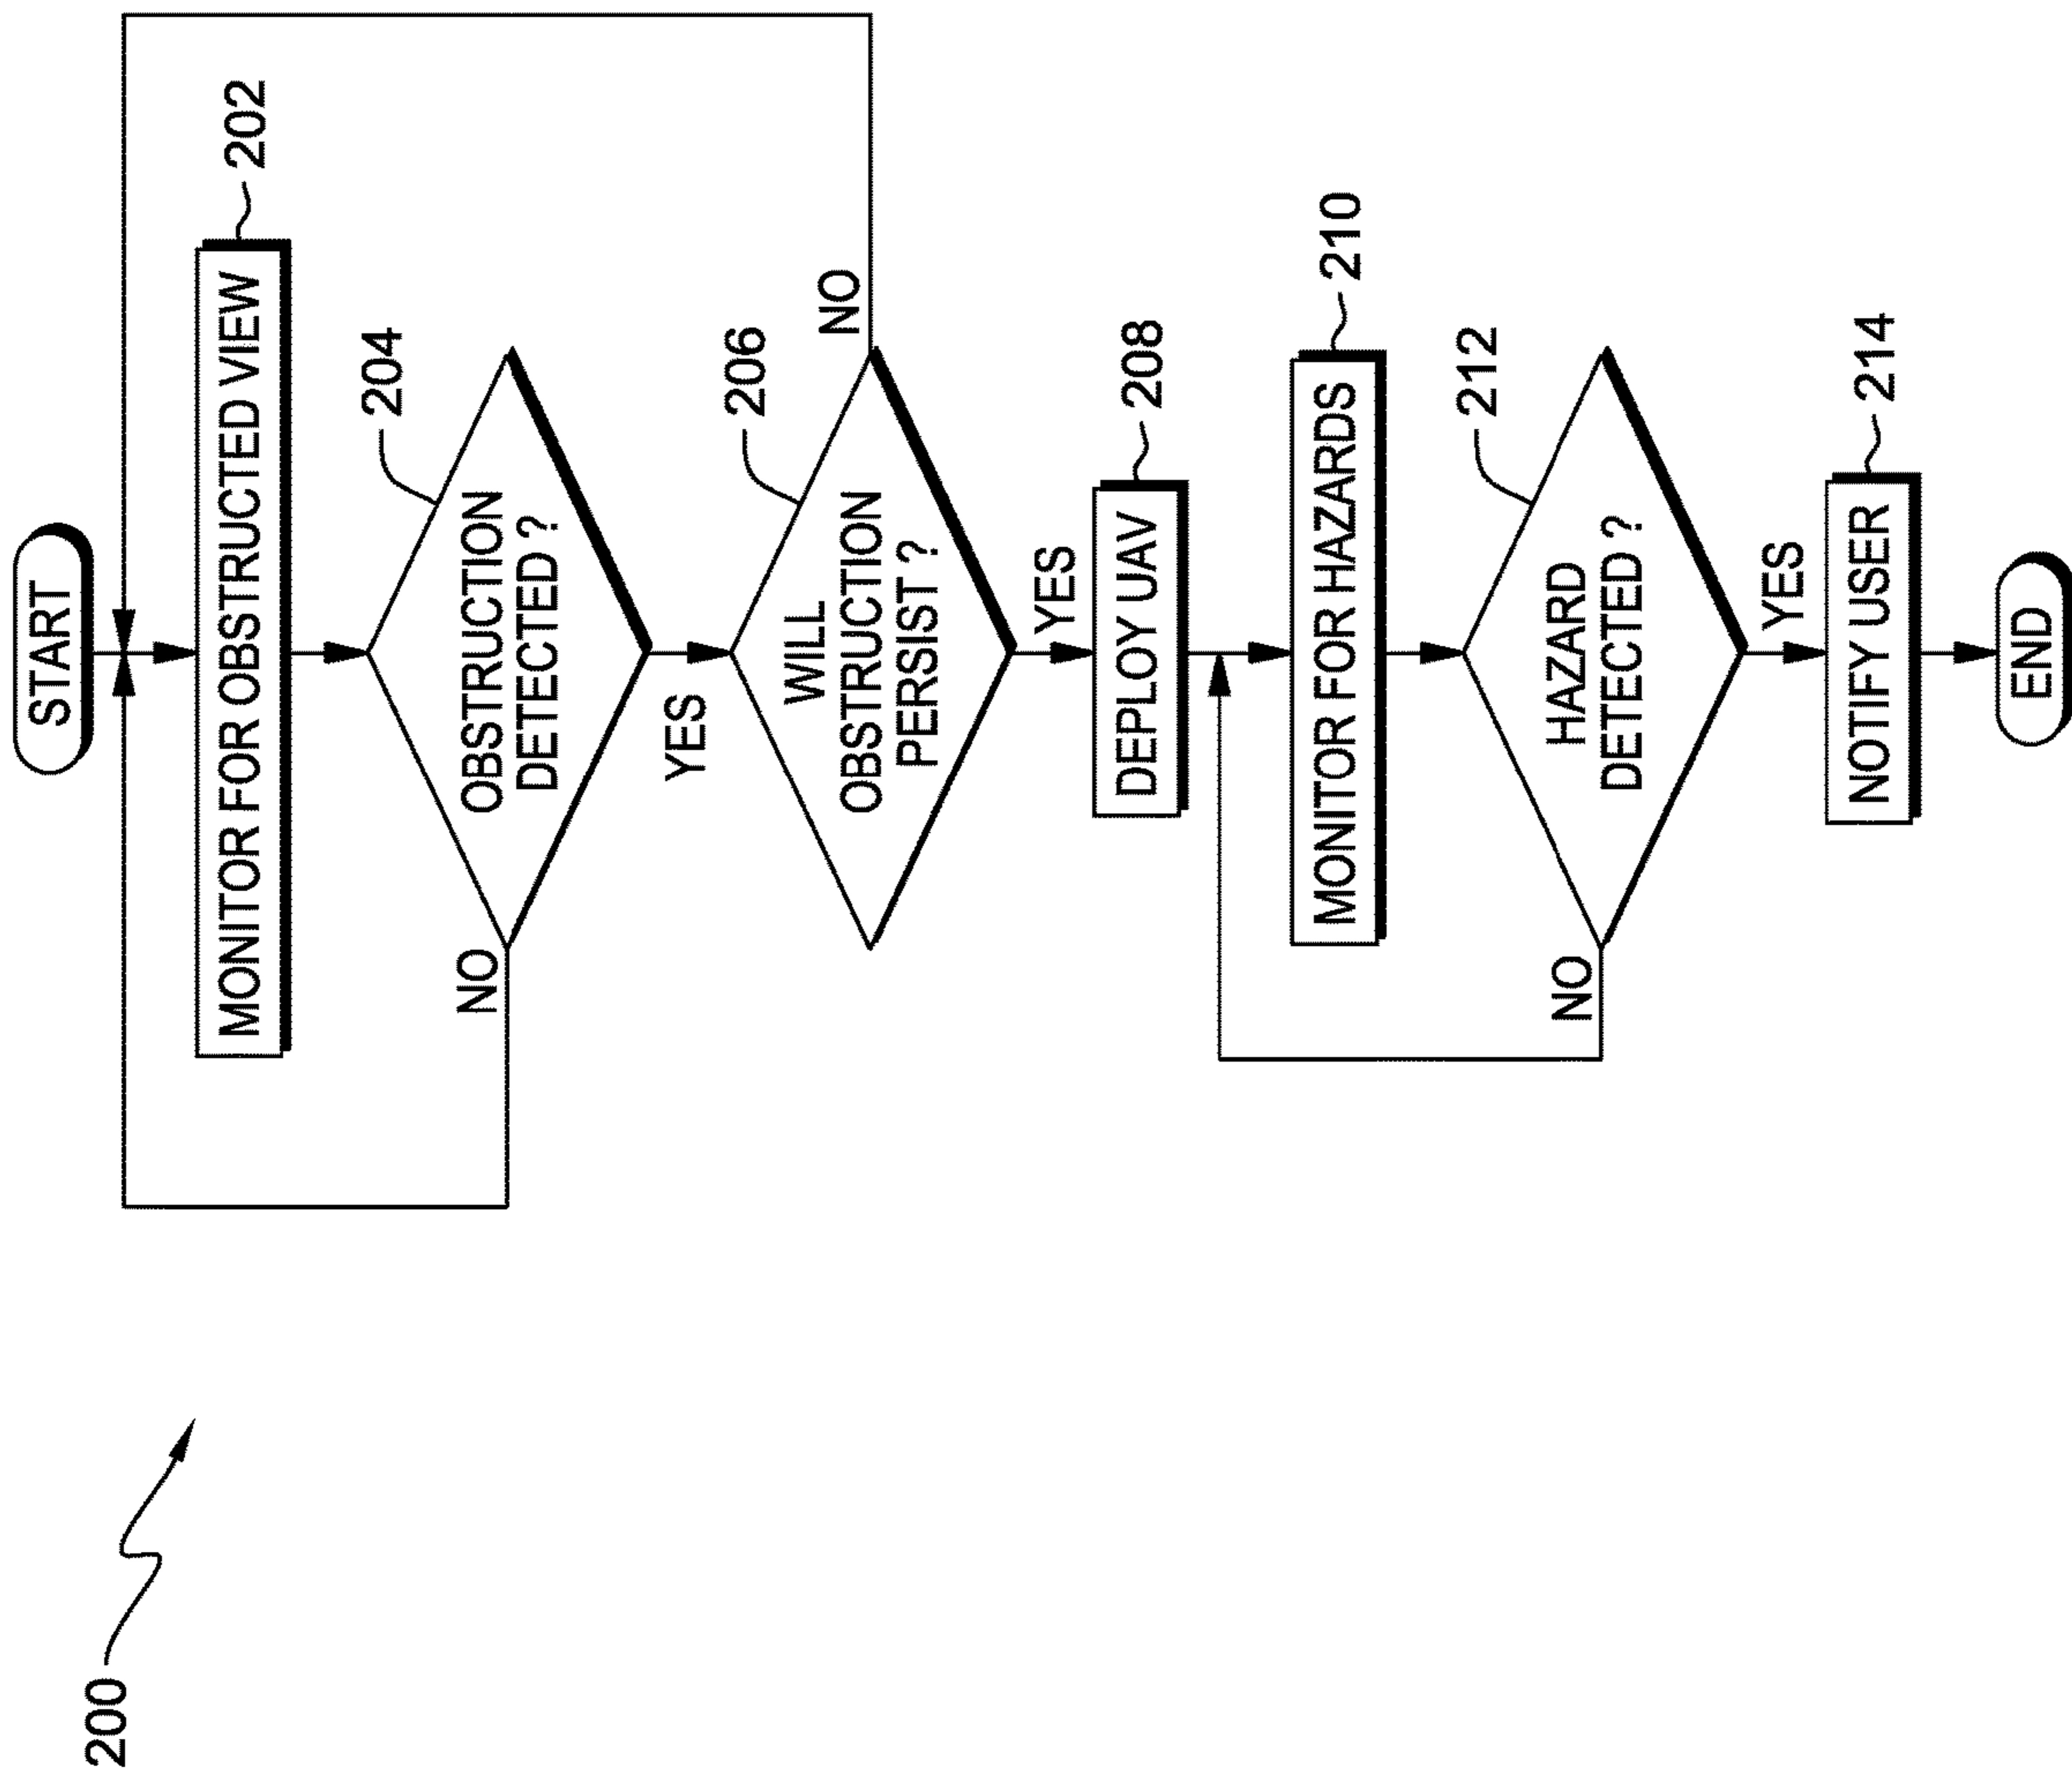 200
START
MONITOR FOR OBSTRUCTED VIEW
202
204
OBSTRUCTION
DETECTED ?
NO
YES
206
WILL
OBSTRUCTION
PERSIST ?
NO
YES
DEPLOY UAV
208
MONITOR FOR HAZARDS
210
212
HAZARD
DETECTED ?
NO
YES
NOTIFY USER
214
END